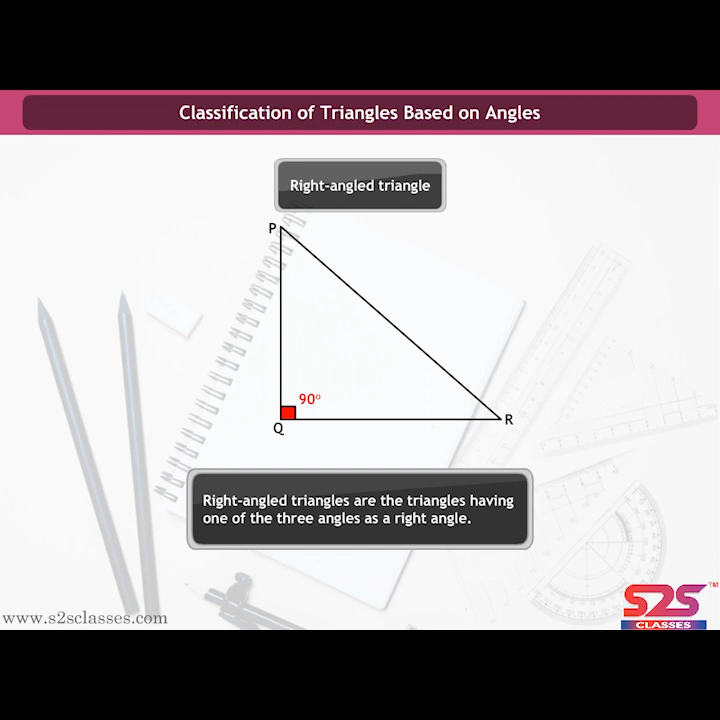 Classification of Triangles Based on Angles
Right-angled triangle
P
90°
Q
R
Right-angled triangles are the triangles having
one of the three angles as a right angle.
www.s2sclasses.com
S2S TM
CLASSES